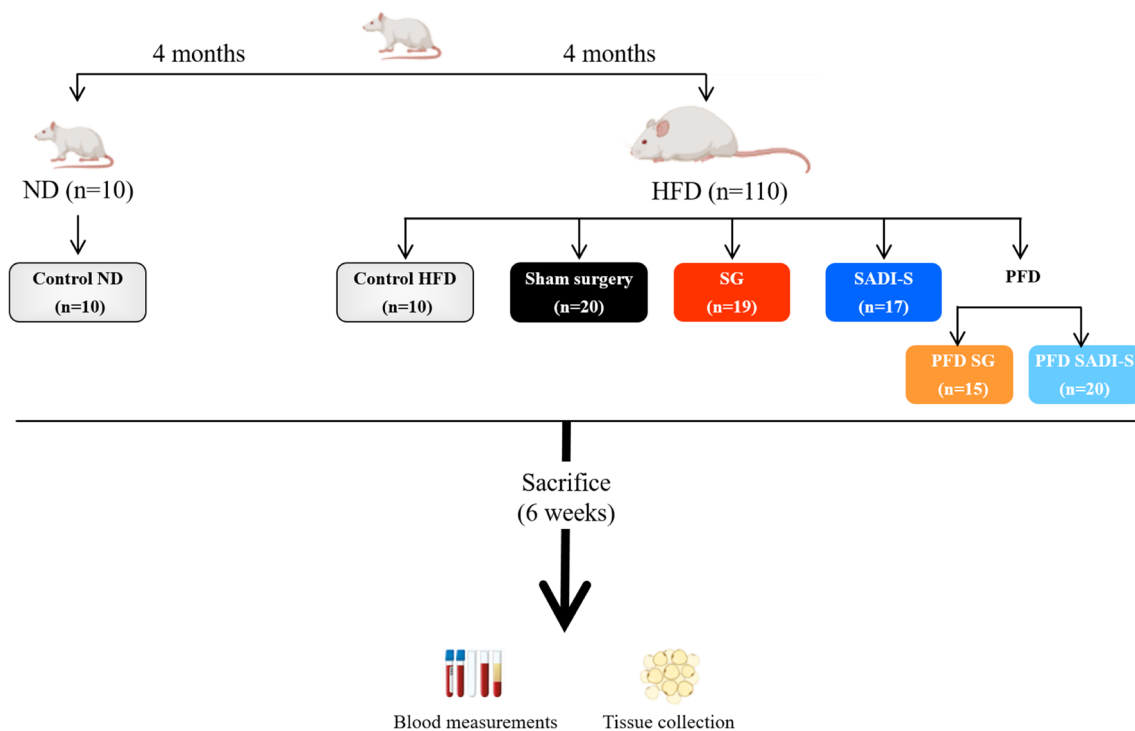 4 months
4 months
ND (n=10)
HFD (n=110)
Control ND
(n=10)
Control HFD
(n=10)
Sham surgery
(n=20)
SG
(n=19)
SADI-S
(n=17)
PFD
PFD SG
(n=15)
PFD SADI-S
(n=20)
Sacrifice
(6 weeks)
Blood measurements
Tissue collection